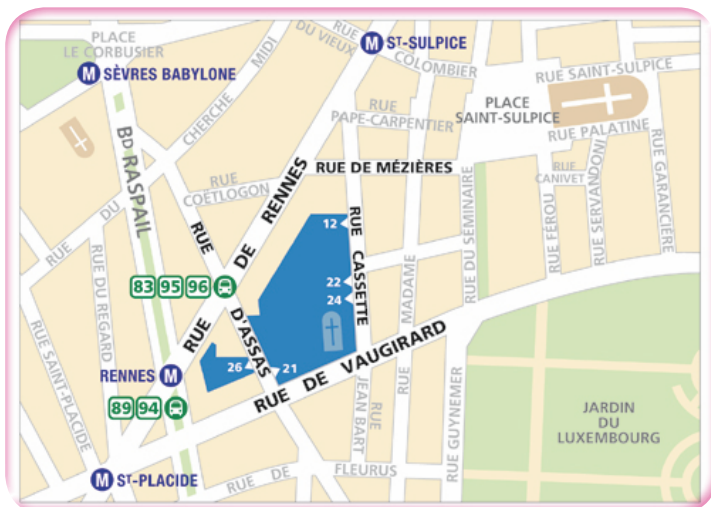 PLACE
LE CORBUSIER
M SÈVRES BABYLONE
RUE
DU VIEUX
COLOMBIER
M ST-SULPICE
RUE SAINT-SULPICE
PLACE
SAINT-SULPICE
RUE PALATINE
RUE
CANIVET
RUE FÉROU
RUE SERVANDONI
RUE GARANCIÈRE
RUE
PAPE-CARPENTIER
RUE DE MÉZIÈRES
RUE DU CHERCHE MIDI
BD RASPAIL
RUE
COËTLOGON
RUE DE RENNES
RUE D'ASSAS
RUE CASSETTE
RUE MADAME
RUE DU SÉMINAIRE
RUE DU REGARD
RUE SAINT-PLACIDE
12
22
24
26
21
83 95 96
RENNES M
89 94
RUE DE VAUGIRARD
RUE
JEAN BART
RUE GUYNEMER
JARDIN
DU
LUXEMBOURG
M ST-PLACIDE
RUE DE FLEURUS